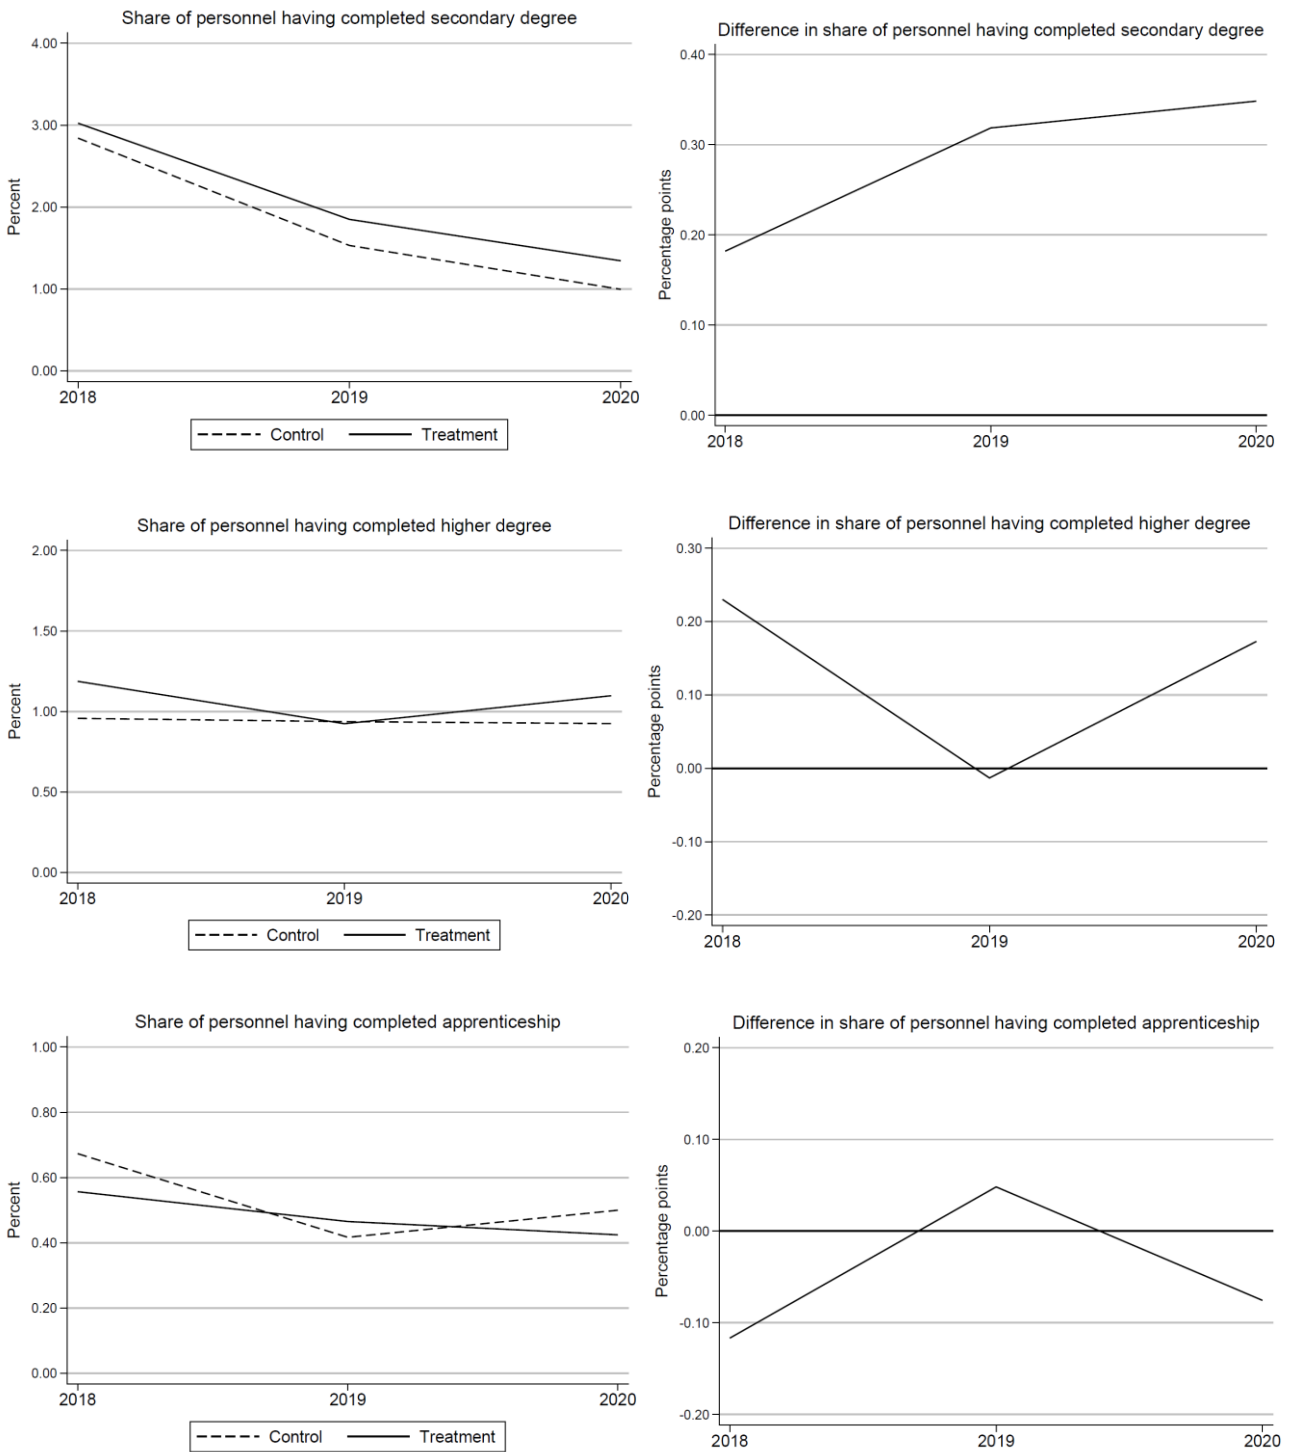 Share of personnel having completed secondary degree
4.00
3.00
2.00
1.00
0.00
Percent
2018 2019 2020
Control Treatment
Difference in share of personnel having completed secondary degree
0.40
0.30
0.20
0.10
0.00
Percentage points
2018 2019 2020
Share of personnel having completed higher degree
2.00
1.50
1.00
0.50
0.00
Percent
2018 2019 2020
Control Treatment
Difference in share of personnel having completed higher degree
0.30
0.20
0.10
0.00
-0.10
-0.20
Percentage points
2018 2019 2020
Share of personnel having completed apprenticeship
1.00
0.80
0.60
0.40
0.20
0.00
Percent
2018 2019 2020
Control Treatment
Difference in share of personnel having completed apprenticeship
0.20
0.10
0.00
-0.10
-0.20
Percentage points
2018 2019 2020